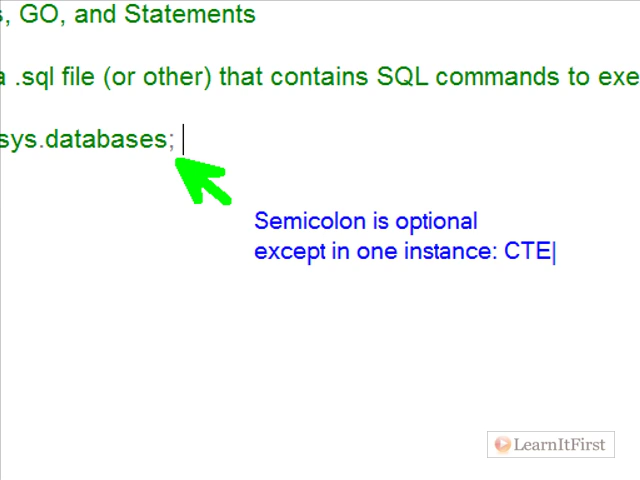 s, GO, and Statements
a .sql file (or other) that contains SQL commands to exe
sys.databases;
Semicolon is optional
except in one instance: CTE
LearnItFirst